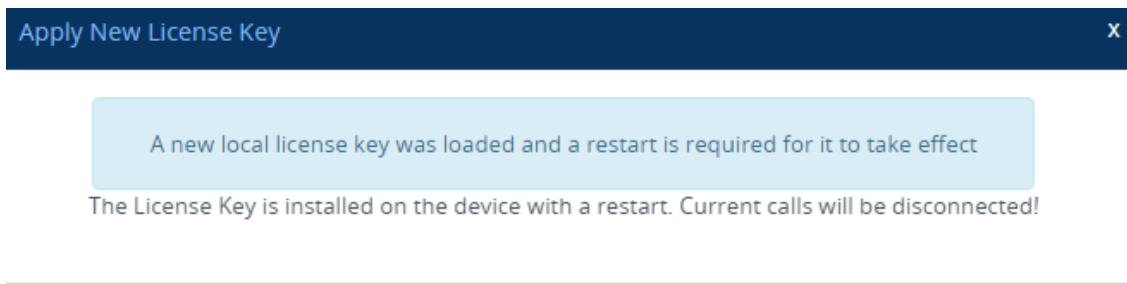 Apply New License Key
X
A new local license key was loaded and a restart is required for it to take effect
The License Key is installed on the device with a restart. Current calls will be disconnected!